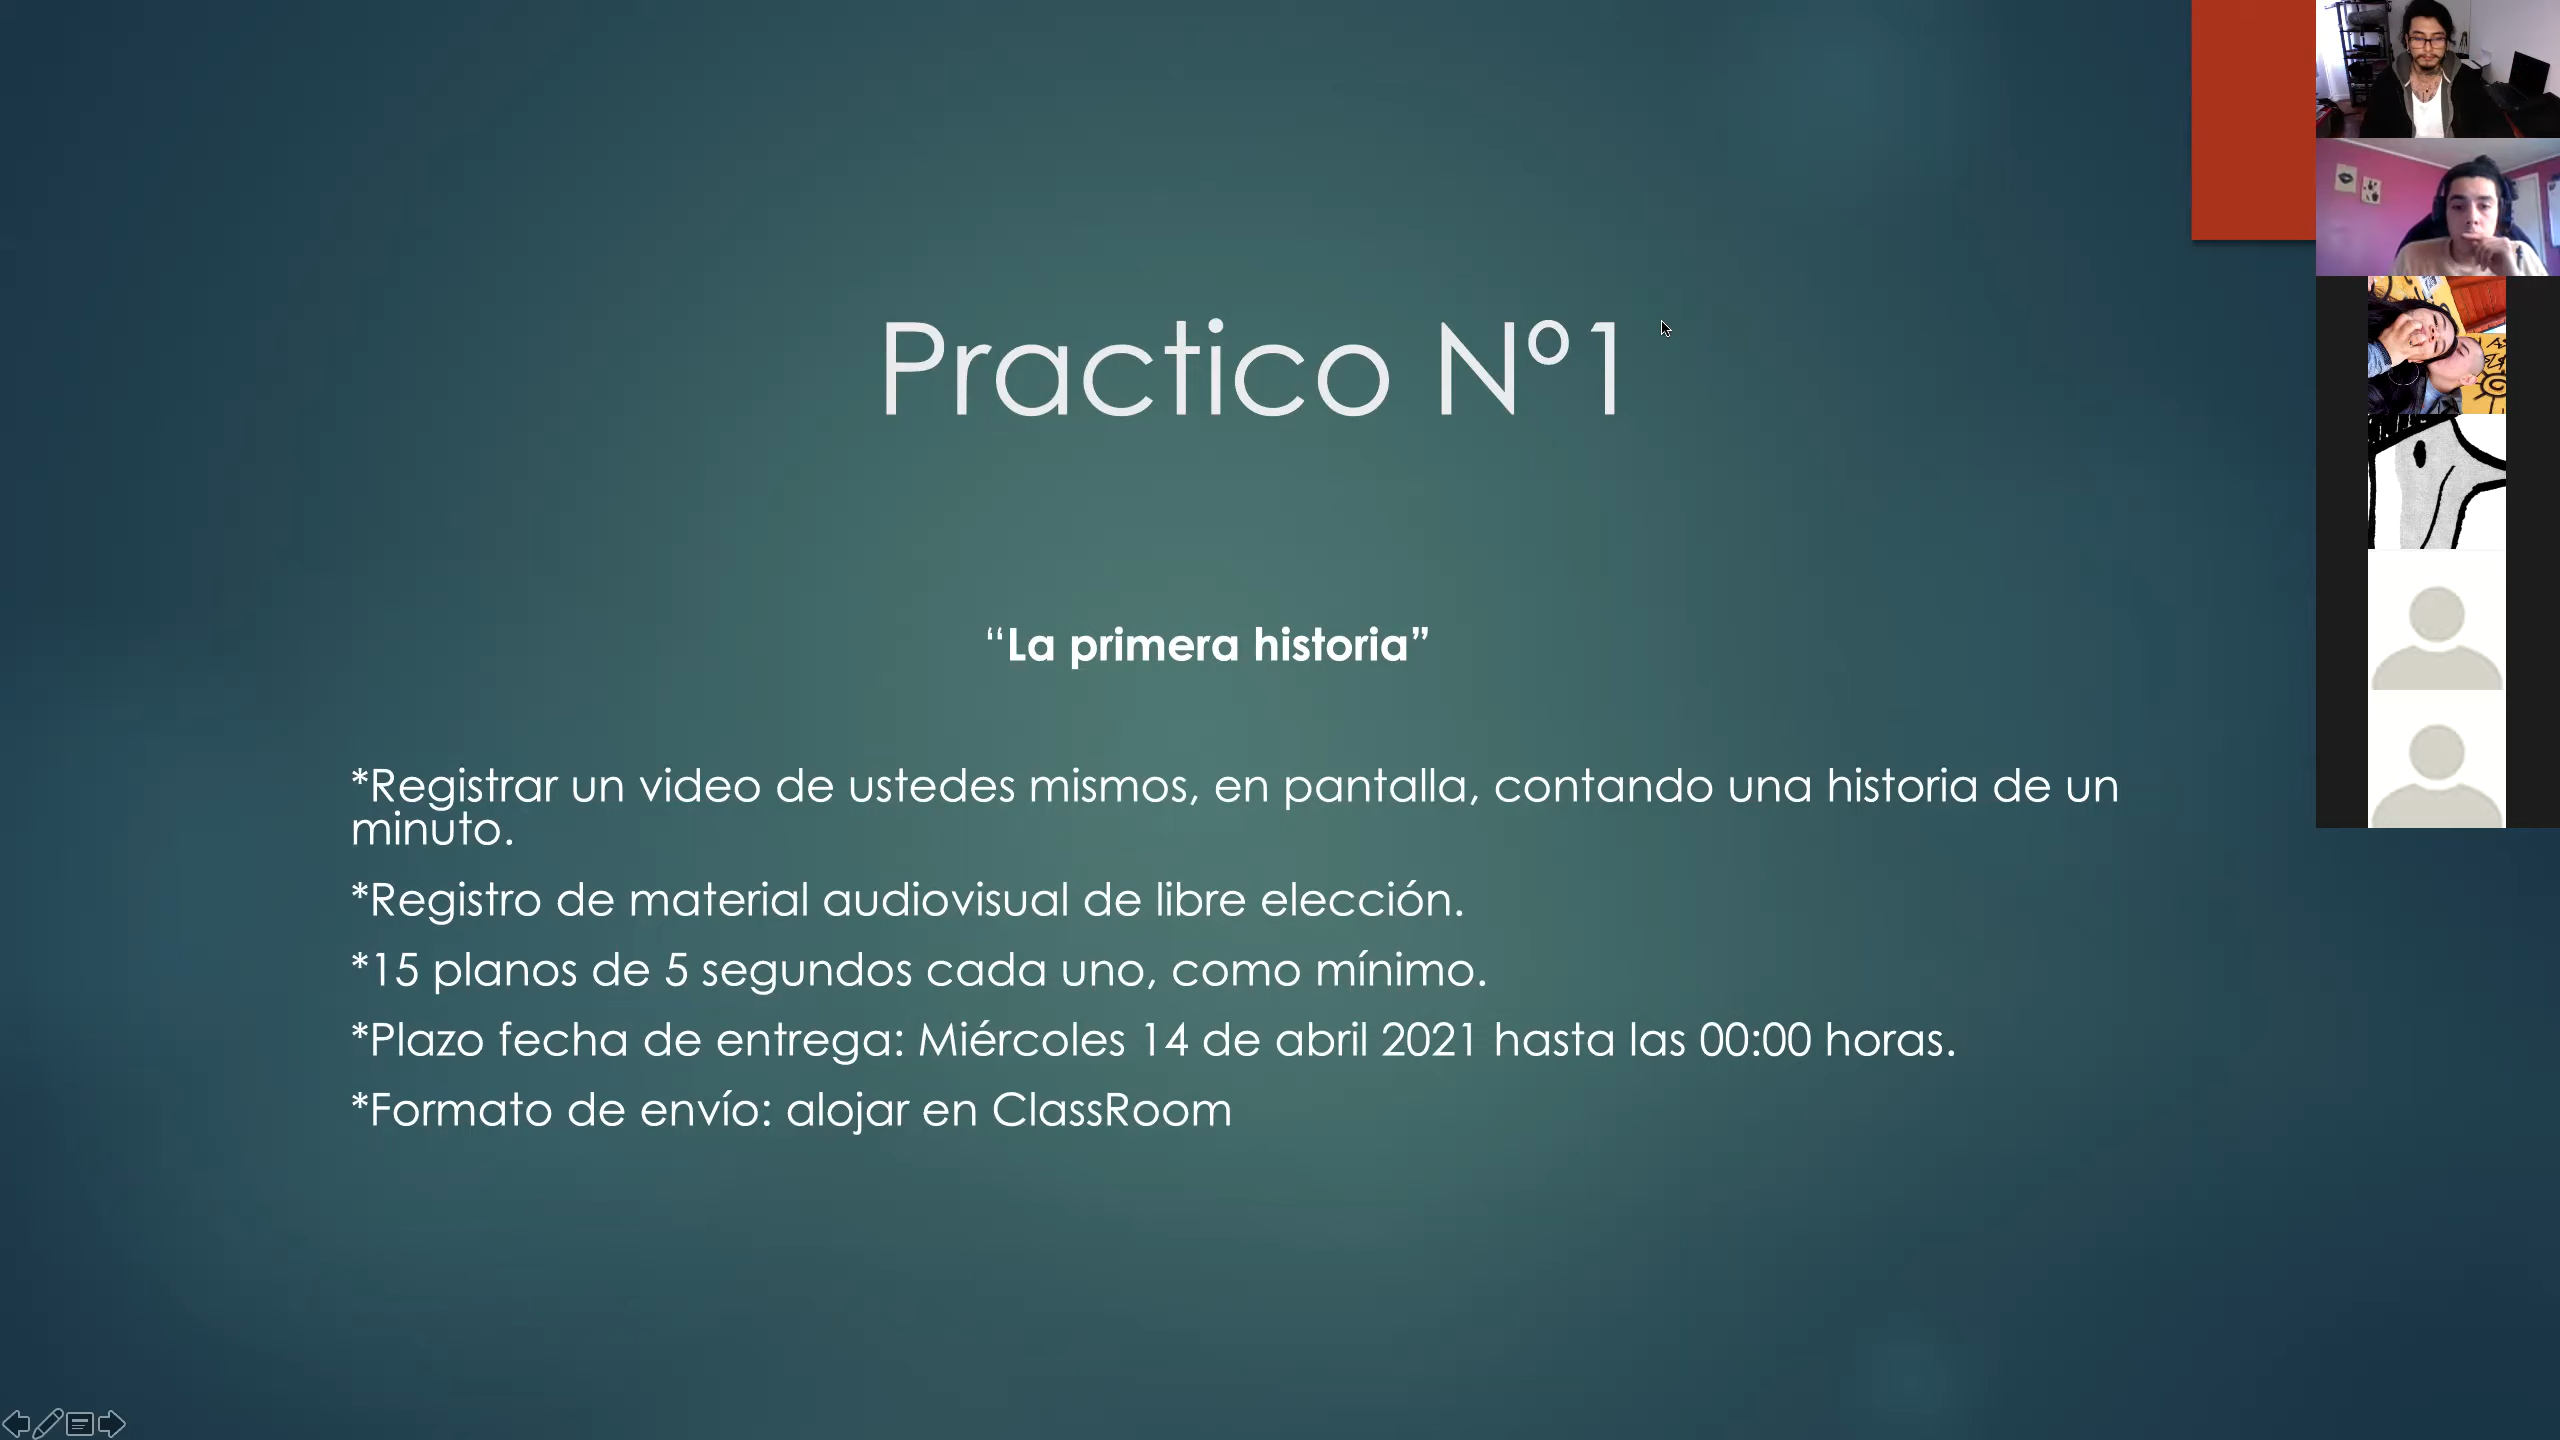 Practico Nº1
“La primera historia”
*Registrar un video de ustedes mismos, en pantalla, contando una historia de un
minuto.
*Registro de material audiovisual de libre elección.
*15 planos de 5 segundos cada uno, como mínimo.
*Plazo fecha de entrega: Miércoles 14 de abril 2021 hasta las 00:00 horas.
*Formato de envío: alojar en ClassRoom